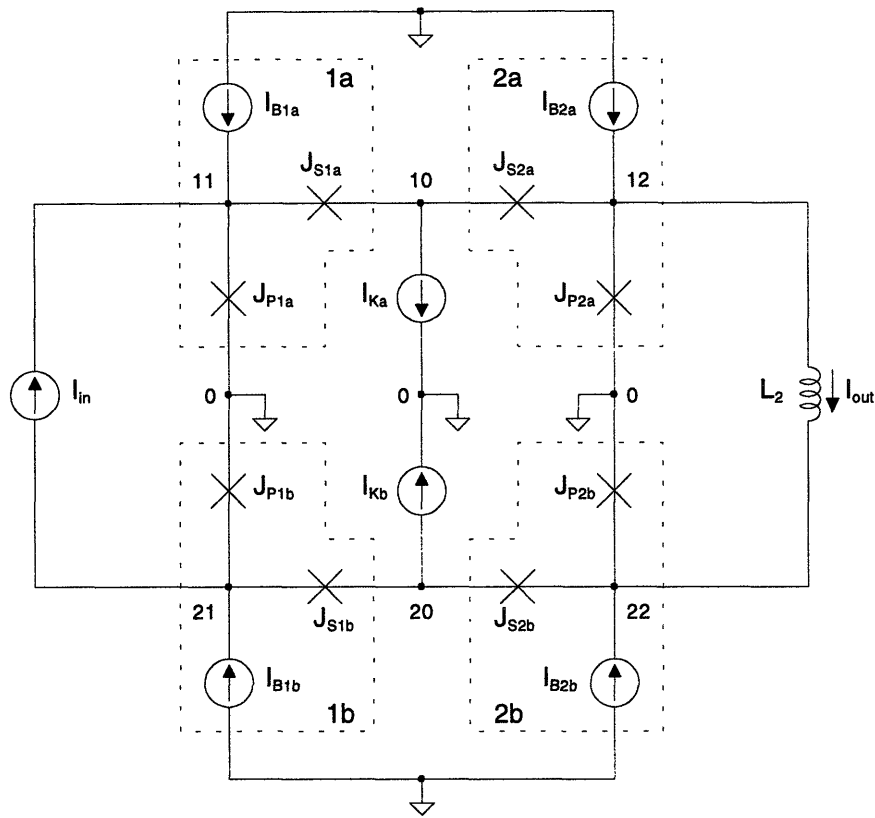 1a 2a
I_B1a I_B2a
J_S1a J_S2a
11 10 12
J_P1a I_Ka J_P2a
I_in 0 0 0 L_2 I_out
J_P1b I_Kb J_P2b
21 20 22
J_S1b J_S2b
I_B1b I_B2b
1b 2b